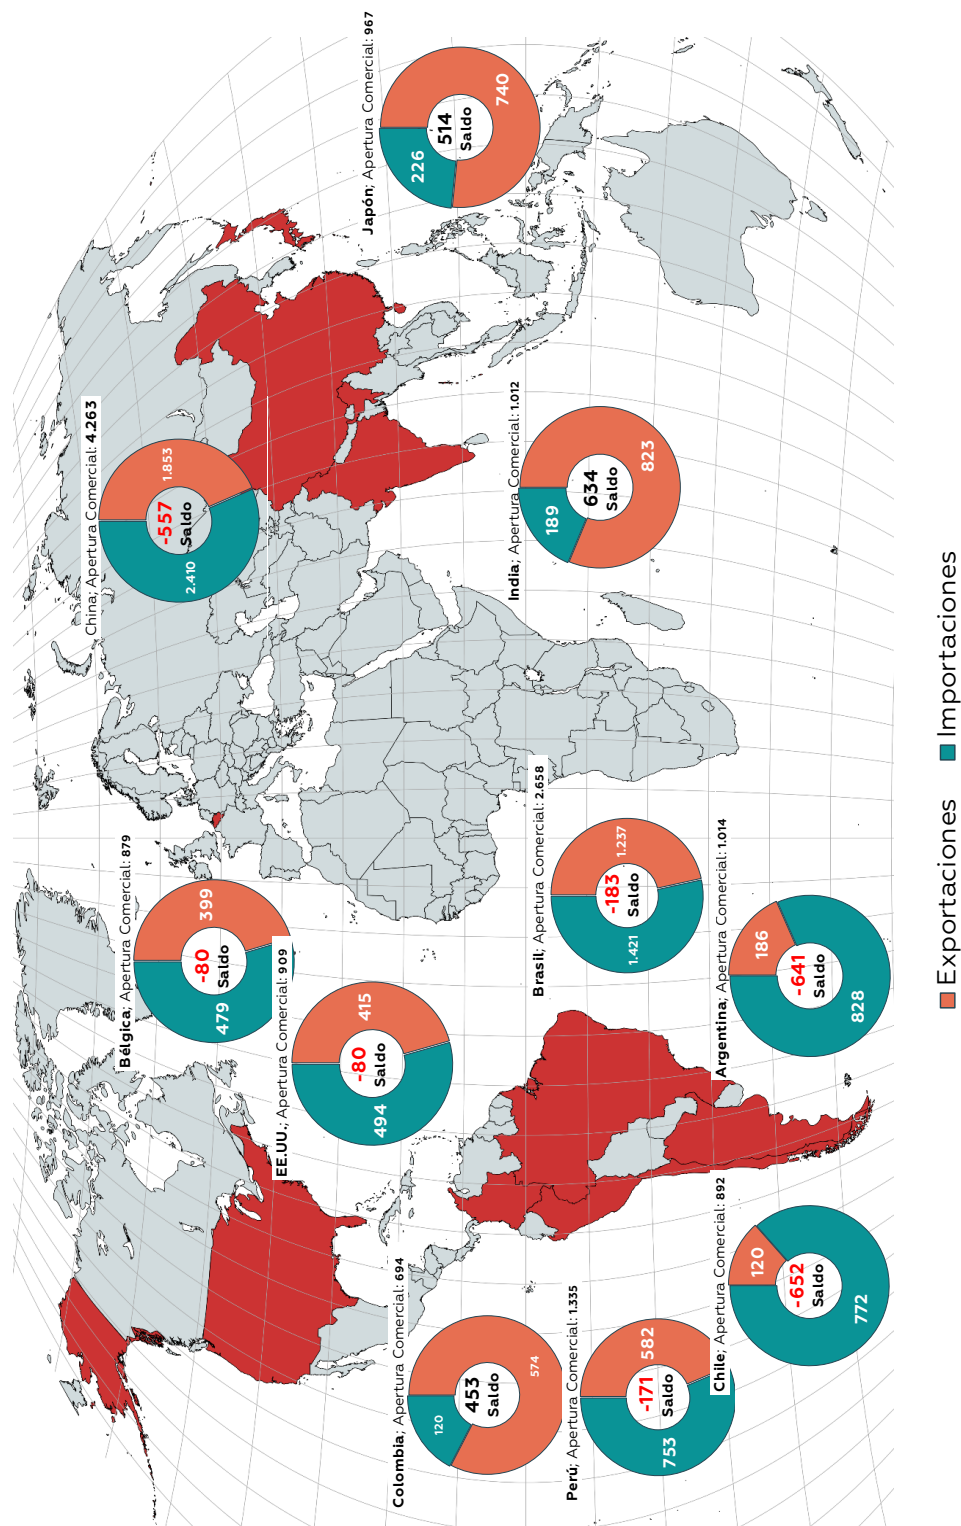 Bélgica; Apertura Comercial: 879
399
-80
Saldo
479
China; Apertura Comercial: 4.263
1.853
-557
Saldo
2.410
Japón; Apertura Comercial: 967
226
514
Saldo
740
EE.UU.; Apertura Comercial: 909
415
-80
Saldo
494
Colombia; Apertura Comercial: 694
120
453
Saldo
574
India; Apertura Comercial: 1.012
189
634
Saldo
823
Brasil; Apertura Comercial: 2.658
1.237
-183
Saldo
1.421
Perú; Apertura Comercial: 1.335
582
-171
Saldo
753
Chile; Apertura Comercial: 892
120
-652
Saldo
772
Argentina; Apertura Comercial: 1.014
186
-641
Saldo
828
Exportaciones
Importaciones